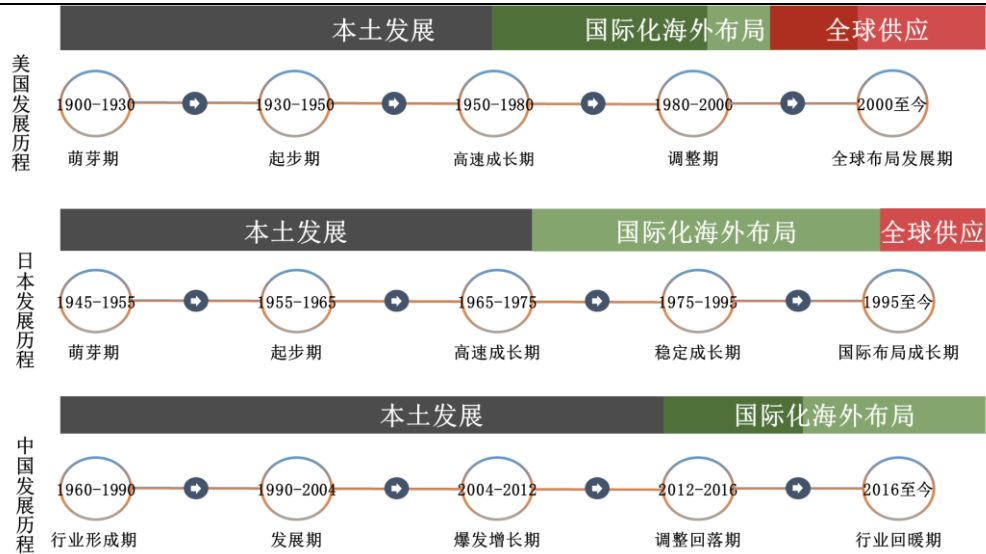 本土发展 国际化海外布局 全球供应
美国发展历程
1900-1930 1930-1950 1950-1980 1980-2000 2000至今
萌芽期 起步期 高速成长期 调整期 全球布局发展期
本土发展 国际化海外布局 全球供应
日本发展历程
1945-1955 1955-1965 1965-1975 1975-1995 1995至今
萌芽期 起步期 高速成长期 稳定成长期 国际布局成长期
本土发展 国际化海外布局
中国发展历程
1960-1990 1990-2004 2004-2012 2012-2016 2016至今
行业形成期 发展期 爆发增长期 调整回落期 行业回暖期